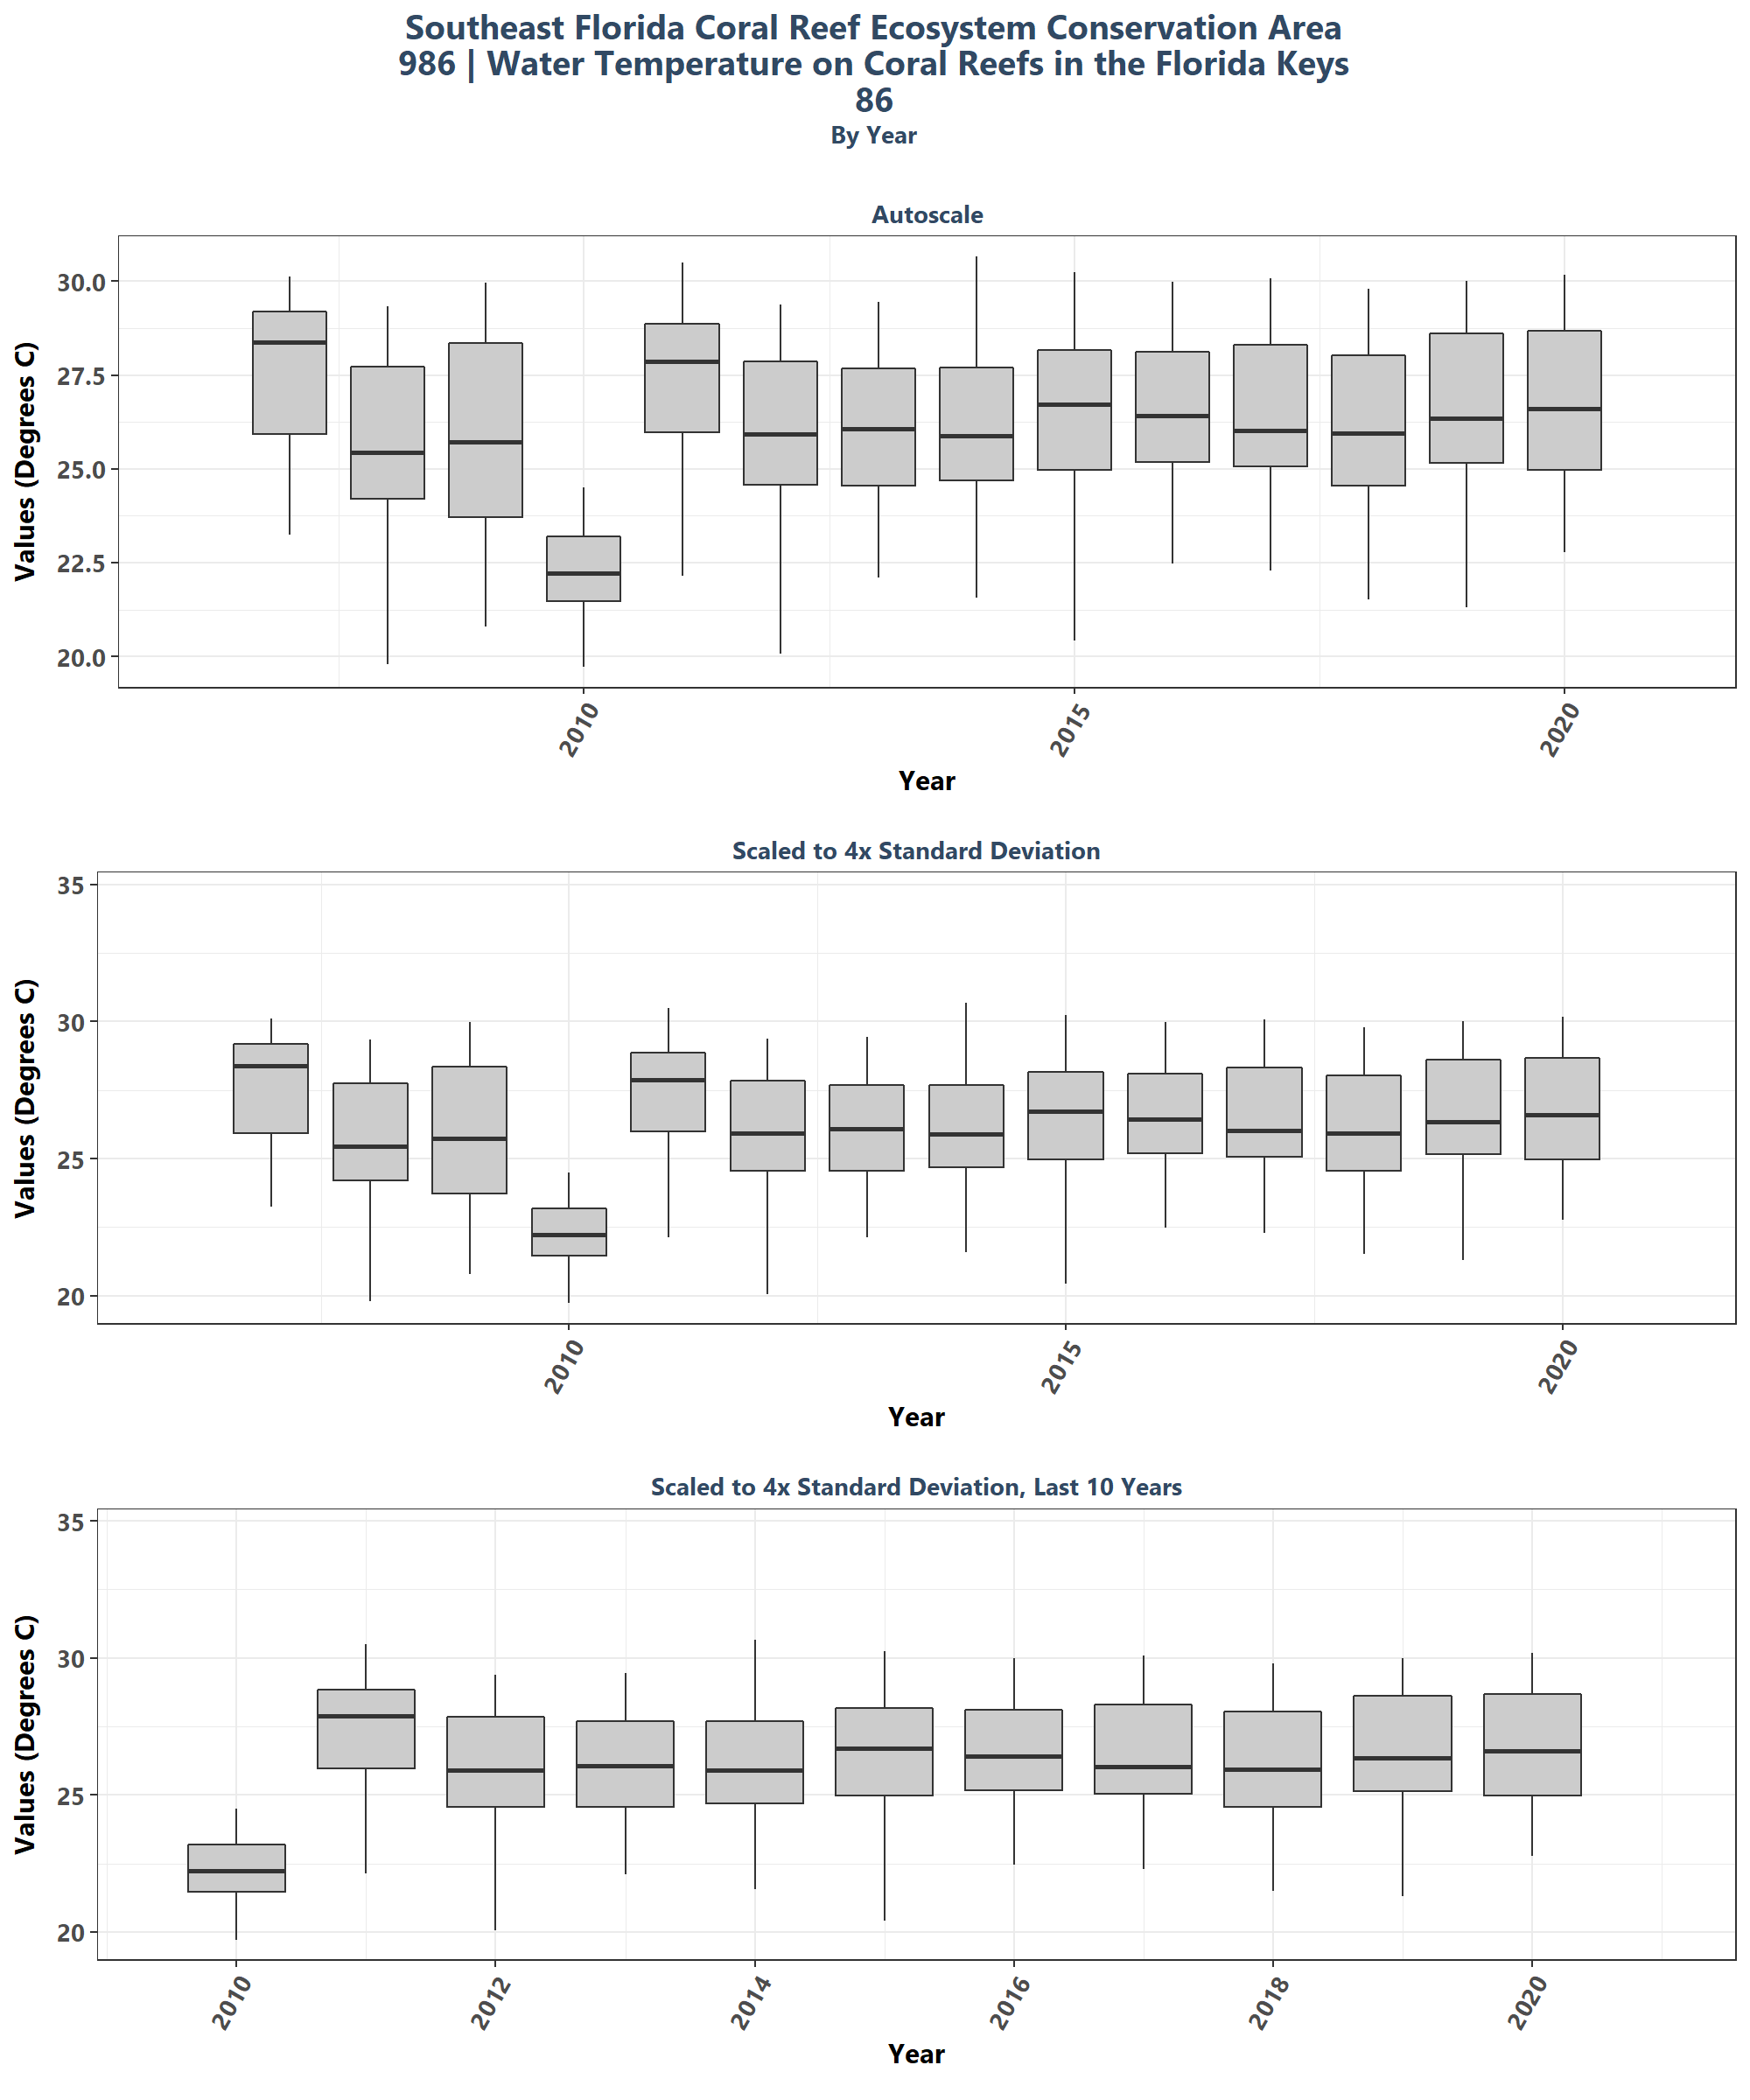 Southeast Florida Coral Reef Ecosystem Conservation Area
986 | Water Temperature on Coral Reefs in the Florida Keys
86
By Year
Autoscale
Values (Degrees C)
30.0
27.5
25.0
22.5
20.0
2010
2015
2020
Year
Scaled to 4x Standard Deviation
Values (Degrees C)
35
30
25
20
2010
2015
2020
Year
Scaled to 4x Standard Deviation, Last 10 Years
Values (Degrees C)
35
30
25
20
2010
2012
2014
2016
2018
2020
Year